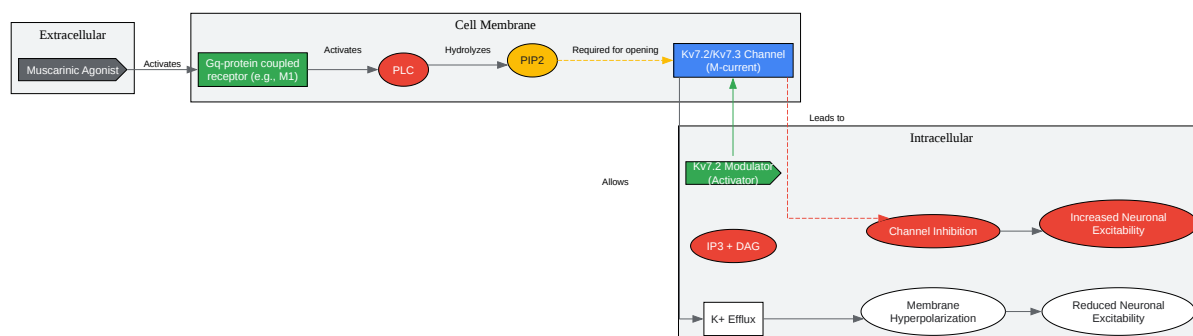 Extracellular
Muscarinic Agonist
Activates
Cell Membrane
Gq-protein coupled
receptor (e.g., M1)
Activates
PLC
Hydrolyzes
PIP2
Required for opening
Kv7.2/Kv7.3 Channel
(M-current)
Leads to
Allows
Intracellular
Kv7.2 Modulator
(Activator)
IP3 + DAG
Channel Inhibition
Increased Neuronal
Excitability
K+ Efflux
Membrane
Hyperpolarization
Reduced Neuronal
Excitability